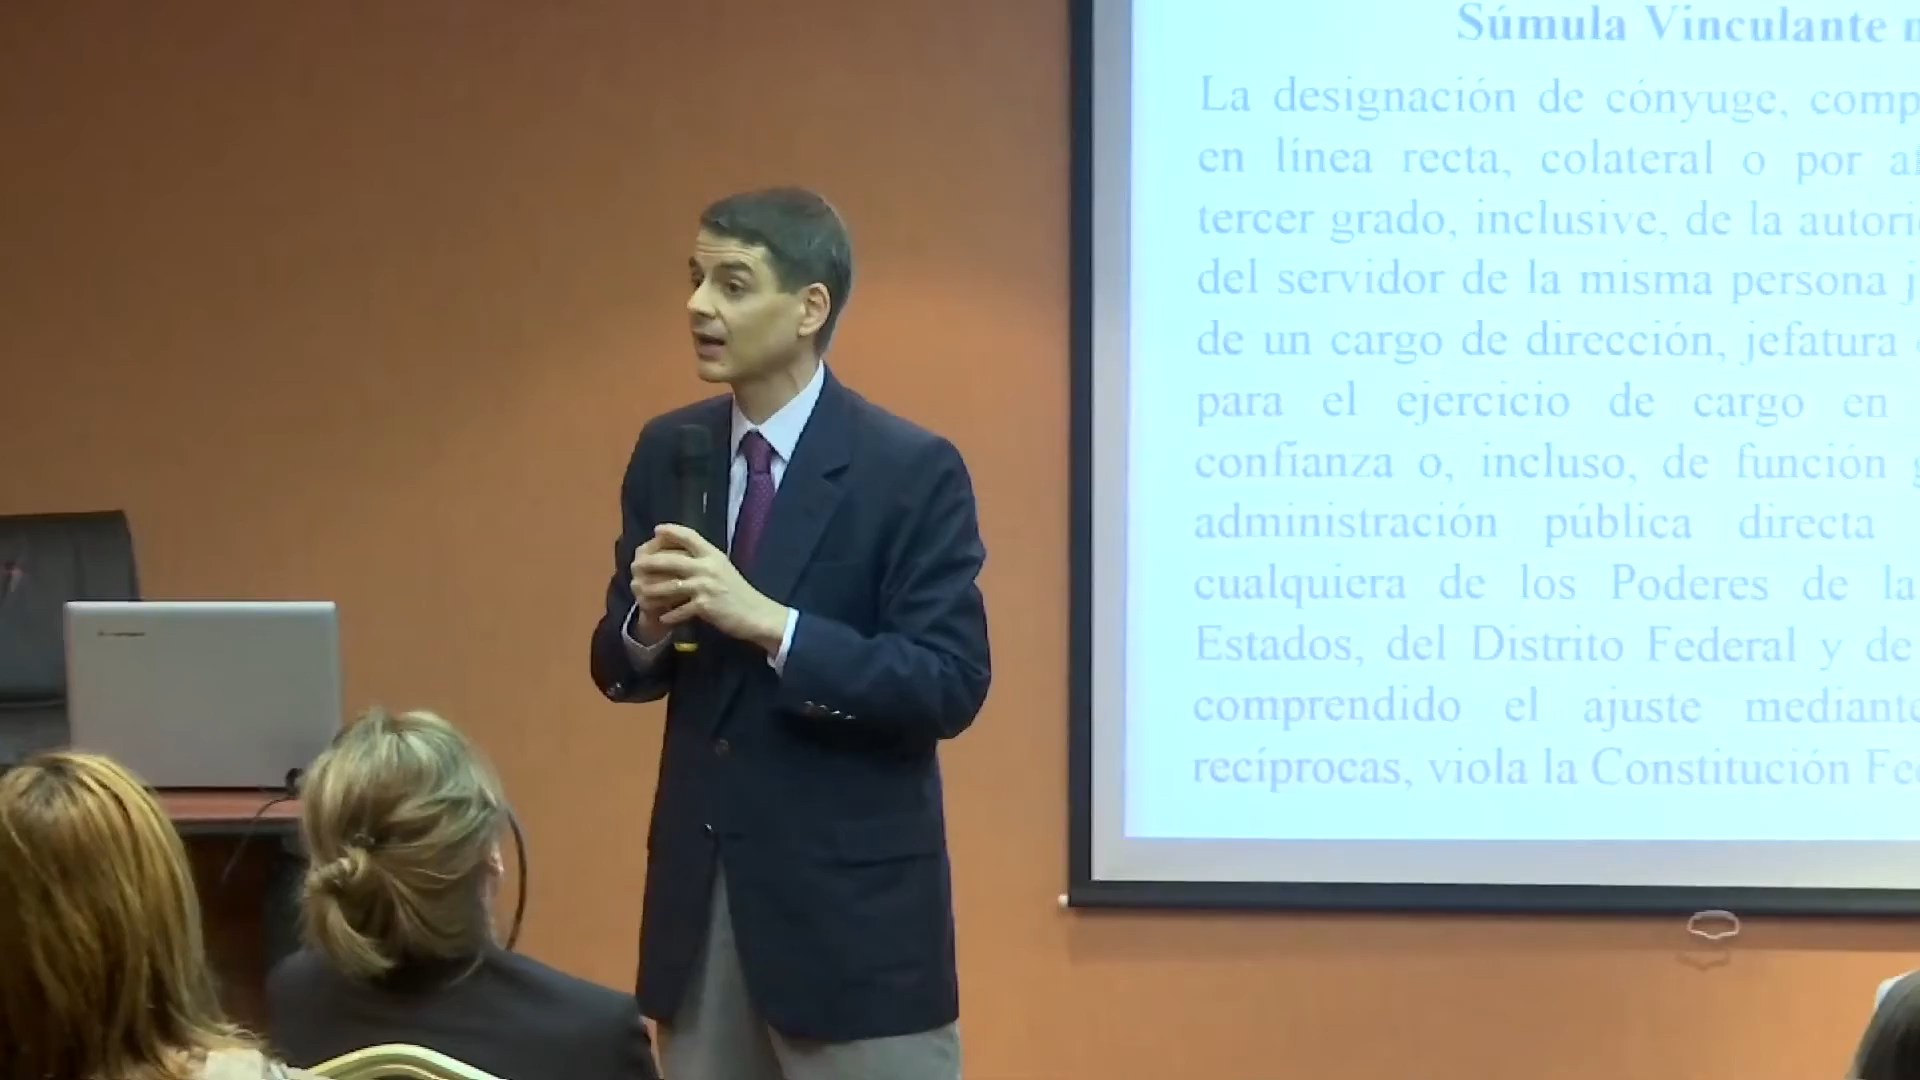 Súmula Vinculante
La designación de cónyuge,
en línea recta, colateral o por
tercer grado, inclusive, de la
del servidor de la misma persona
de un cargo de dirección, jefatura
para el ejercicio de cargo en
confianza o, incluso, de función
administración pública directa
cualquiera de los Poderes de la
Estados, del Distrito Federal y de
comprendido el ajuste mediante
recíprocas, viola la Constitución